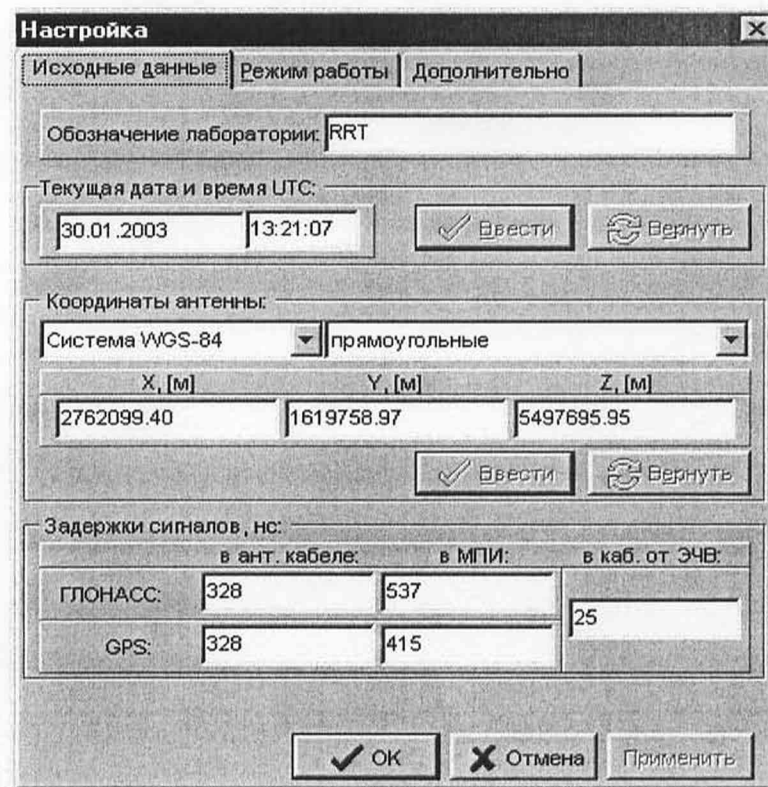 Настройка
Исходные данные Режим работы Дополнительно
Обозначение лаборатории: RRT
Текущая дата и время UTC:
30.01.2003 13:21:07 Ввести Вернуть
Координаты антенны:
Система WGS-84 прямоугольные
X, [м] Y, [м] Z, [м]
2762099.40 1619758.97 5497695.95
Ввести Вернуть
Задержки сигналов, нс:
в ант. кабеле: в МПИ: в каб. от ЭЧВ:
ГЛОНАСС: 328 537
25
GPS: 328 415
OK Отмена Применить